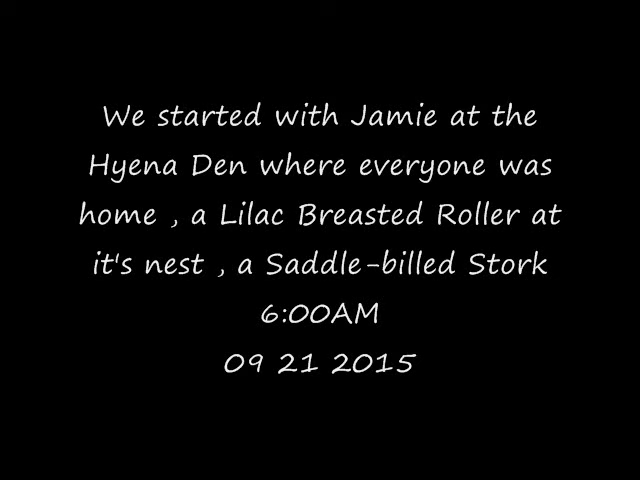 We started with Jamie at the
Hyena Den where everyone was
home , a Lilac Breasted Roller at
it's nest , a Saddle-billed Stork
6:00AM
09 21 2015